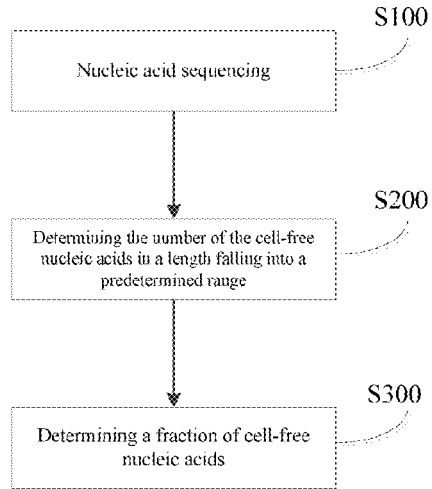 S100
Nucleic acid sequencing
S200
Determining the number of the cell-free
nucleic acids in a length falling into a
predetermined range
S300
Determining a fraction of cell-free
nucleic acids